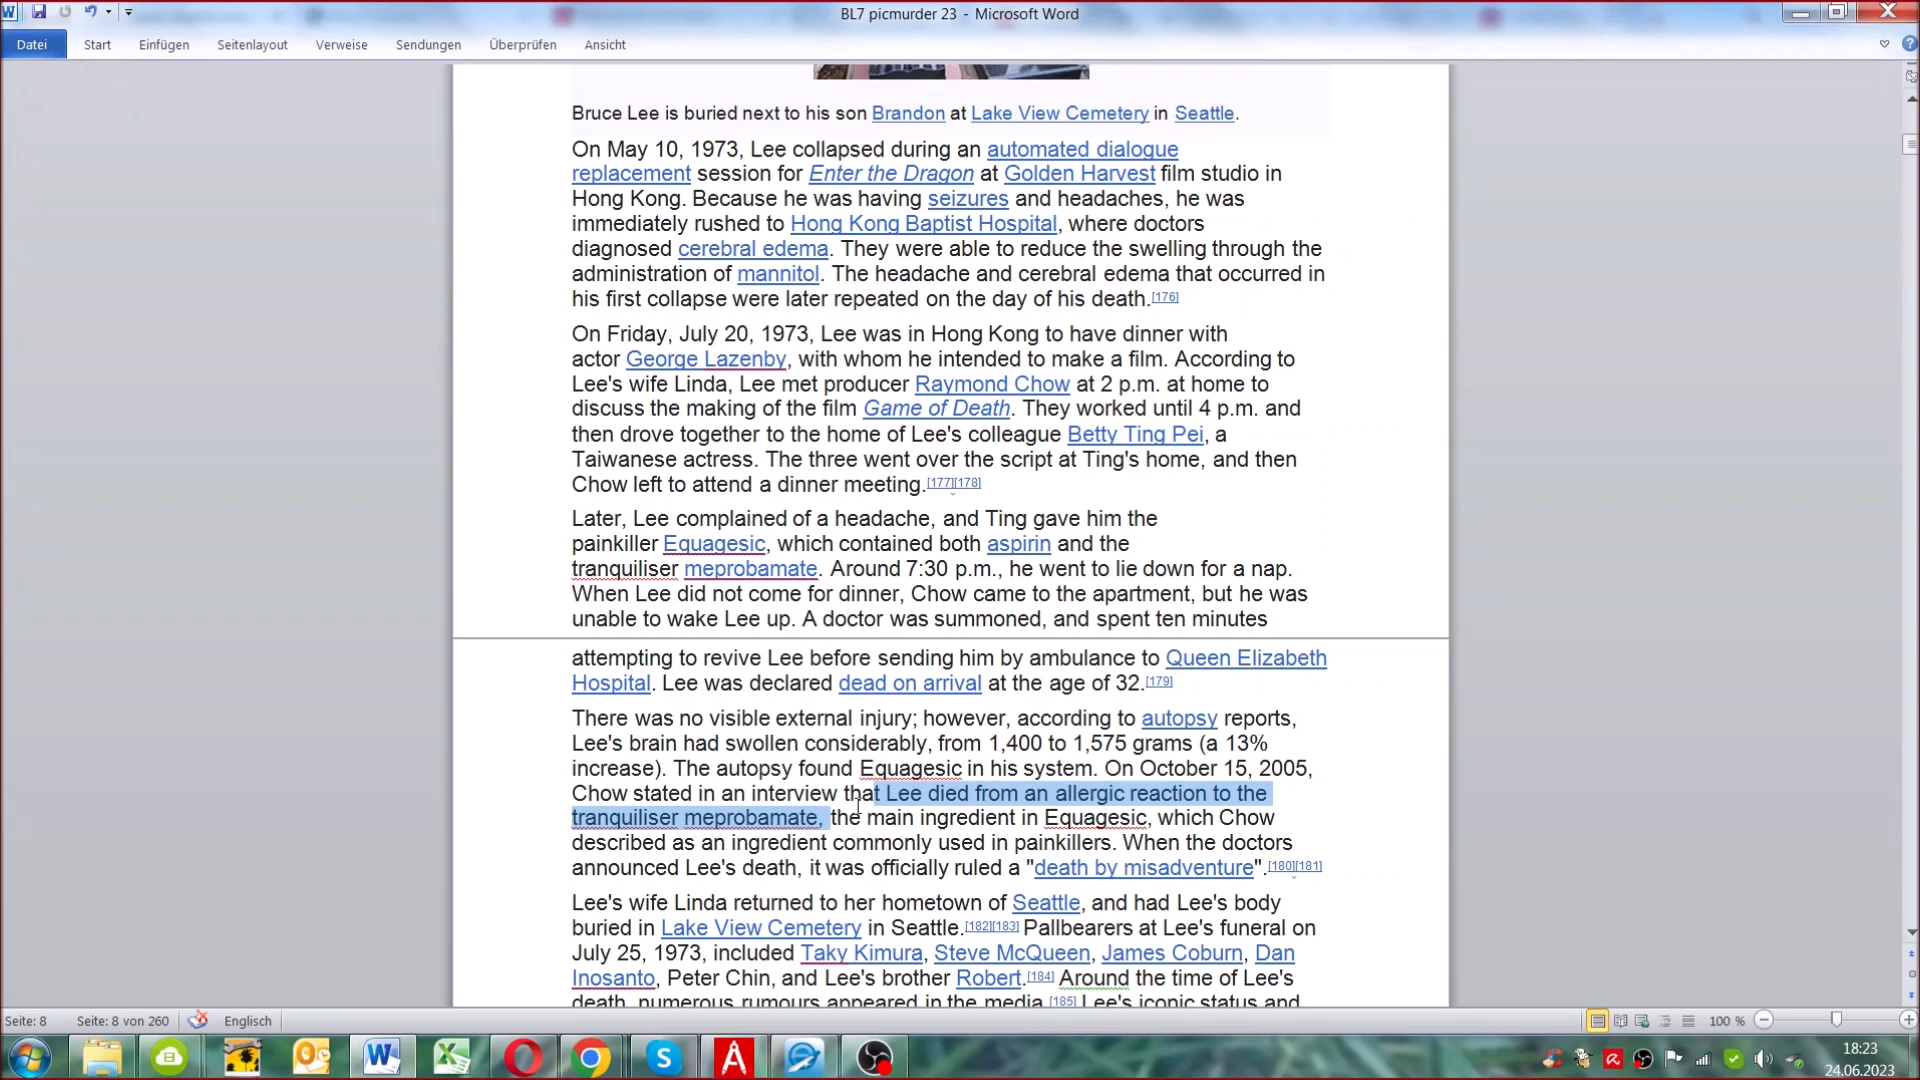 BL7 picmurder 23 - Microsoft Word
Datei Start Einfügen Seitenlayout Verweise Sendungen Überprüfen Ansicht
Bruce Lee is buried next to his son Brandon at Lake View Cemetery in Seattle.
On May 10, 1973, Lee collapsed during an automated dialogue
replacement session for Enter the Dragon at Golden Harvest film studio in
Hong Kong. Because he was having seizures and headaches, he was
immediately rushed to Hong Kong Baptist Hospital, where doctors
diagnosed cerebral edema. They were able to reduce the swelling through the
administration of mannitol. The headache and cerebral edema that occurred in
his first collapse were later repeated on the day of his death.[176]
On Friday, July 20, 1973, Lee was in Hong Kong to have dinner with
actor George Lazenby, with whom he intended to make a film. According to
Lee's wife Linda, Lee met producer Raymond Chow at 2 p.m. at home to
discuss the making of the film Game of Death. They worked until 4 p.m. and
then drove together to the home of Lee's colleague Betty Ting Pei, a
Taiwanese actress. The three went over the script at Ting's home, and then
Chow left to attend a dinner meeting.[177][178]
Later, Lee complained of a headache, and Ting gave him the
painkiller Equagesic, which contained both aspirin and the
tranquiliser meprobamate. Around 7:30 p.m., he went to lie down for a nap.
When Lee did not come for dinner, Chow came to the apartment, but he was
unable to wake Lee up. A doctor was summoned, and spent ten minutes
attempting to revive Lee before sending him by ambulance to Queen Elizabeth
Hospital. Lee was declared dead on arrival at the age of 32.[179]
There was no visible external injury; however, according to autopsy reports,
Lee's brain had swollen considerably, from 1,400 to 1,575 grams (a 13%
increase). The autopsy found Equagesic in his system. On October 15, 2005,
Chow stated in an interview that Lee died from an allergic reaction to the
tranquiliser meprobamate, the main ingredient in Equagesic, which Chow
described as an ingredient commonly used in painkillers. When the doctors
announced Lee's death, it was officially ruled a "death by misadventure".[180][181]
Lee's wife Linda returned to her hometown of Seattle, and had Lee's body
buried in Lake View Cemetery in Seattle.[182][183] Pallbearers at Lee's funeral on
July 25, 1973, included Taky Kimura, Steve McQueen, James Coburn, Dan
Inosanto, Peter Chin, and Lee's brother Robert.[184] Around the time of Lee's
death, numerous rumours appeared in the media.[185] Lee's iconic status and
Seite: 8 Seite: 8 von 260 Englisch 100 %
18:23
24.06.2023